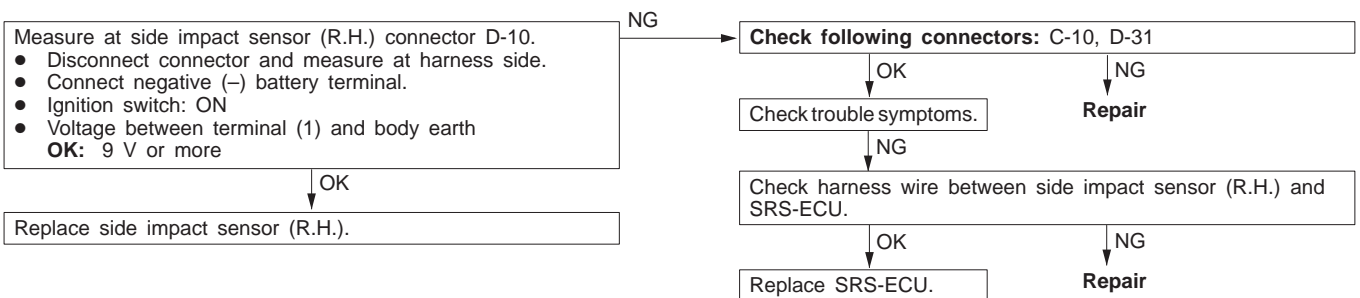 Measure at side impact sensor (R.H.) connector D-10.
● Disconnect connector and measure at harness side.
● Connect negative (–) battery terminal.
● Ignition switch: ON
● Voltage between terminal (1) and body earth
OK: 9 V or more
OK
Replace side impact sensor (R.H.).
NG
Check following connectors: C-10, D-31
OK
NG
Check trouble symptoms.
Repair
NG
Check harness wire between side impact sensor (R.H.) and
SRS-ECU.
OK
NG
Replace SRS-ECU.
Repair